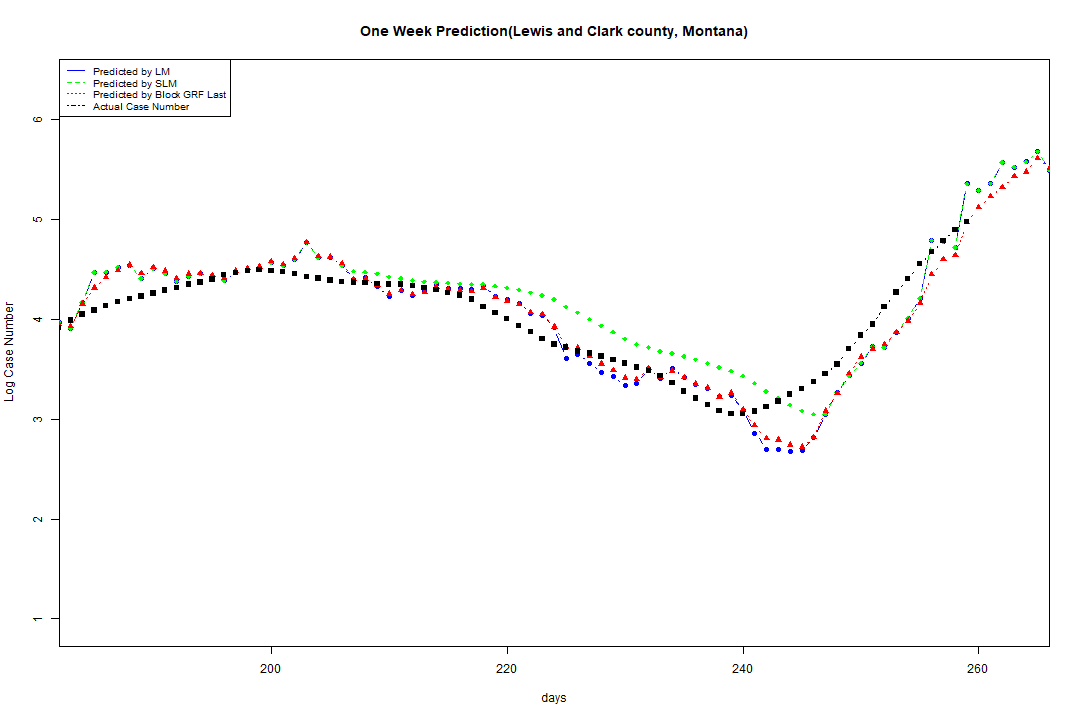 One Week Prediction(Lewis and Clark county, Montana)
Predicted by LM
Predicted by SLM
Predicted by Block GRF Last
Actual Case Number
Log Case Number
6
5
4
3
2
1
200 220 240 260
days